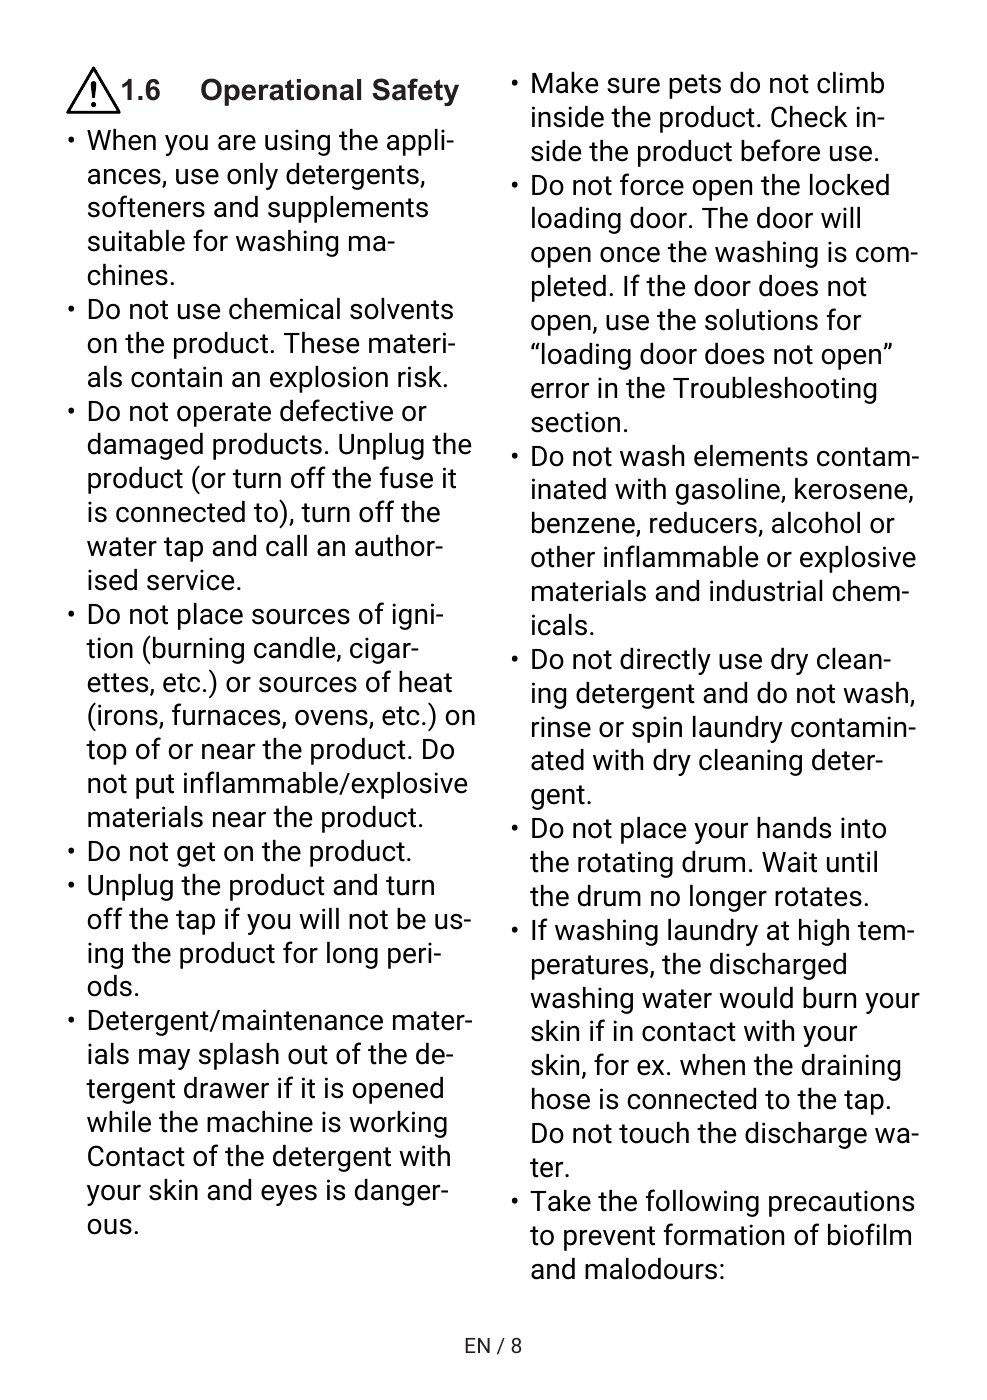 1.6 Operational Safety
• When you are using the appli-
ances, use only detergents,
softeners and supplements
suitable for washing ma-
chines.
• Do not use chemical solvents
on the product. These materi-
als contain an explosion risk.
• Do not operate defective or
damaged products. Unplug the
product (or turn off the fuse it
is connected to), turn off the
water tap and call an author-
ised service.
• Do not place sources of igni-
tion (burning candle, cigar-
ettes, etc.) or sources of heat
(irons, furnaces, ovens, etc.) on
top of or near the product. Do
not put inflammable/explosive
materials near the product.
• Do not get on the product.
• Unplug the product and turn
off the tap if you will not be us-
ing the product for long peri-
ods.
• Detergent/maintenance mater-
ials may splash out of the de-
tergent drawer if it is opened
while the machine is working
Contact of the detergent with
your skin and eyes is danger-
ous.
• Make sure pets do not climb
inside the product. Check in-
side the product before use.
• Do not force open the locked
loading door. The door will
open once the washing is com-
pleted. If the door does not
open, use the solutions for
“loading door does not open”
error in the Troubleshooting
section.
• Do not wash elements contam-
inated with gasoline, kerosene,
benzene, reducers, alcohol or
other inflammable or explosive
materials and industrial chem-
icals.
• Do not directly use dry clean-
ing detergent and do not wash,
rinse or spin laundry contamin-
ated with dry cleaning deter-
gent.
• Do not place your hands into
the rotating drum. Wait until
the drum no longer rotates.
• If washing laundry at high tem-
peratures, the discharged
washing water would burn your
skin if in contact with your
skin, for ex. when the draining
hose is connected to the tap.
Do not touch the discharge wa-
ter.
• Take the following precautions
to prevent formation of biofilm
and malodours:
EN / 8